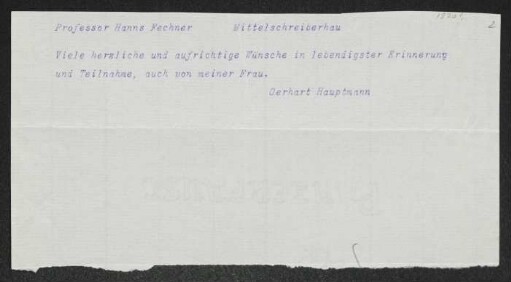 Professor Hanns Fechner Mittelschreiberhau
Viele herzliche und aufrichtige Wünsche in lebendigster Erinnerung
und Teilnahme, auch von meiner Frau.
Gerhart Hauptmann
2